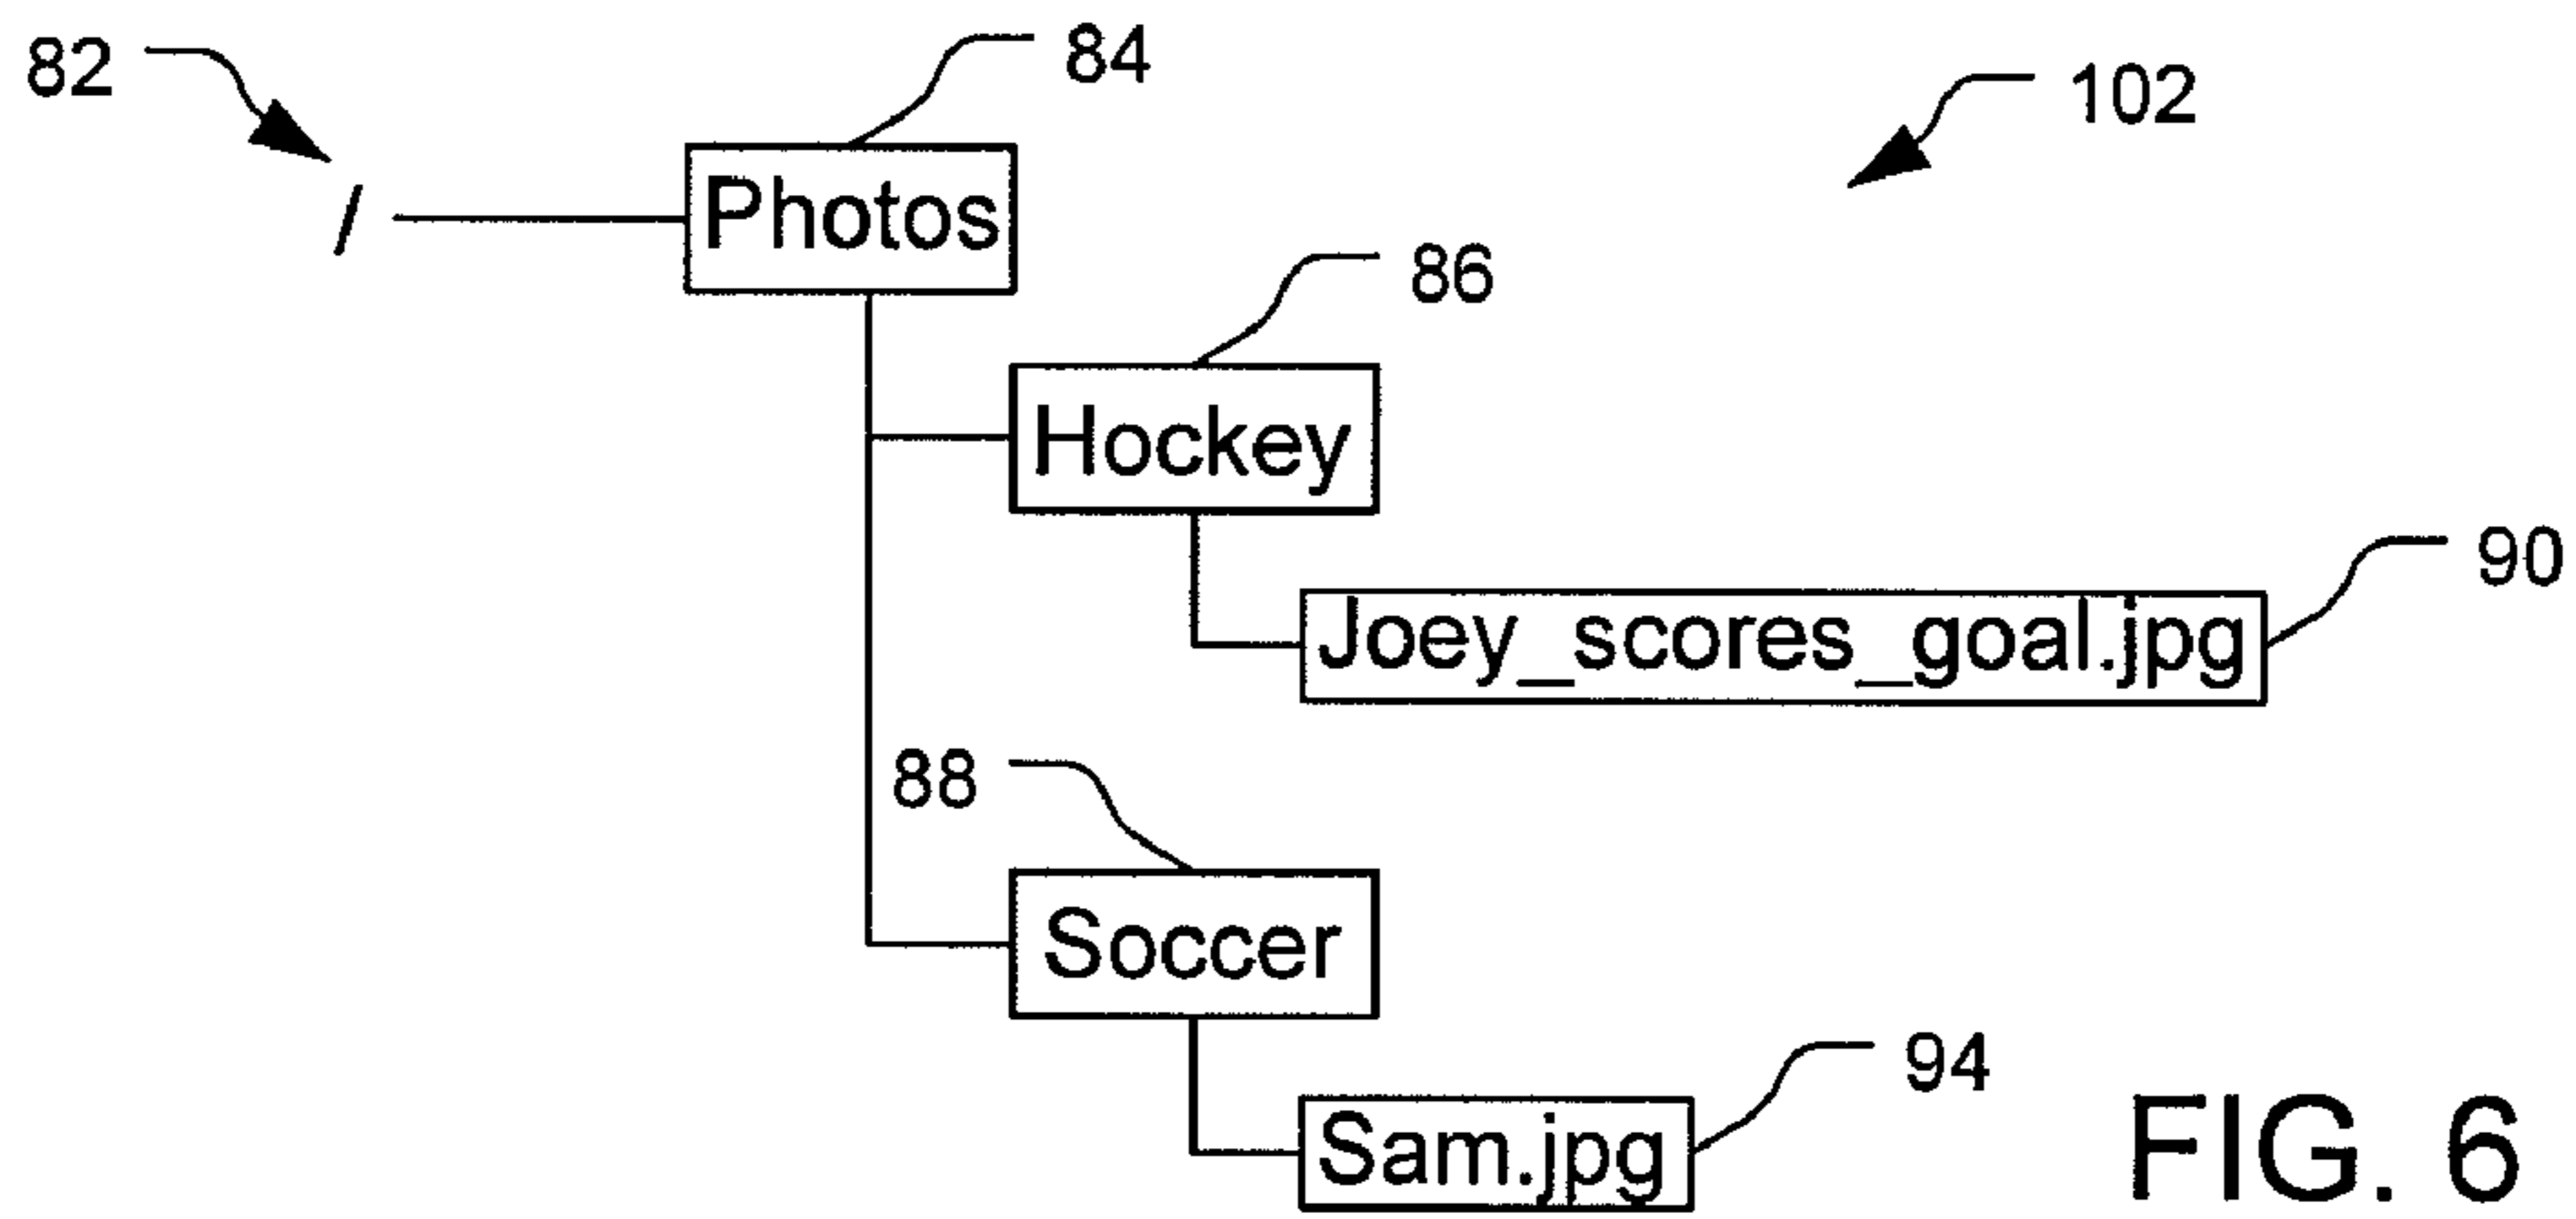 82
84
102
/
Photos
86
Hockey
90
Joey_scores_goal.jpg
88
Soccer
94
Sam.jpg
FIG. 6